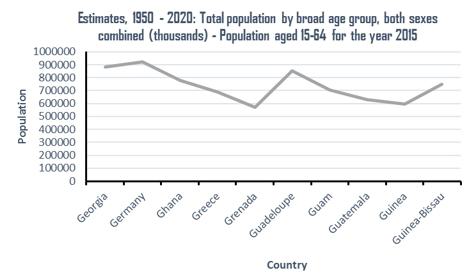 Estimates, 1950 - 2020: Total population by broad age group, both sexes
combined (thousands) - Population aged 15-64 for the year 2015
1000000
900000
800000
700000
600000
500000
400000
300000
200000
100000
0
Population
Georgia
Germany
Ghana
Greece
Grenada
Guadeloupe
Guam
Guatemala
Guinea
Guinea-Bissau
Country